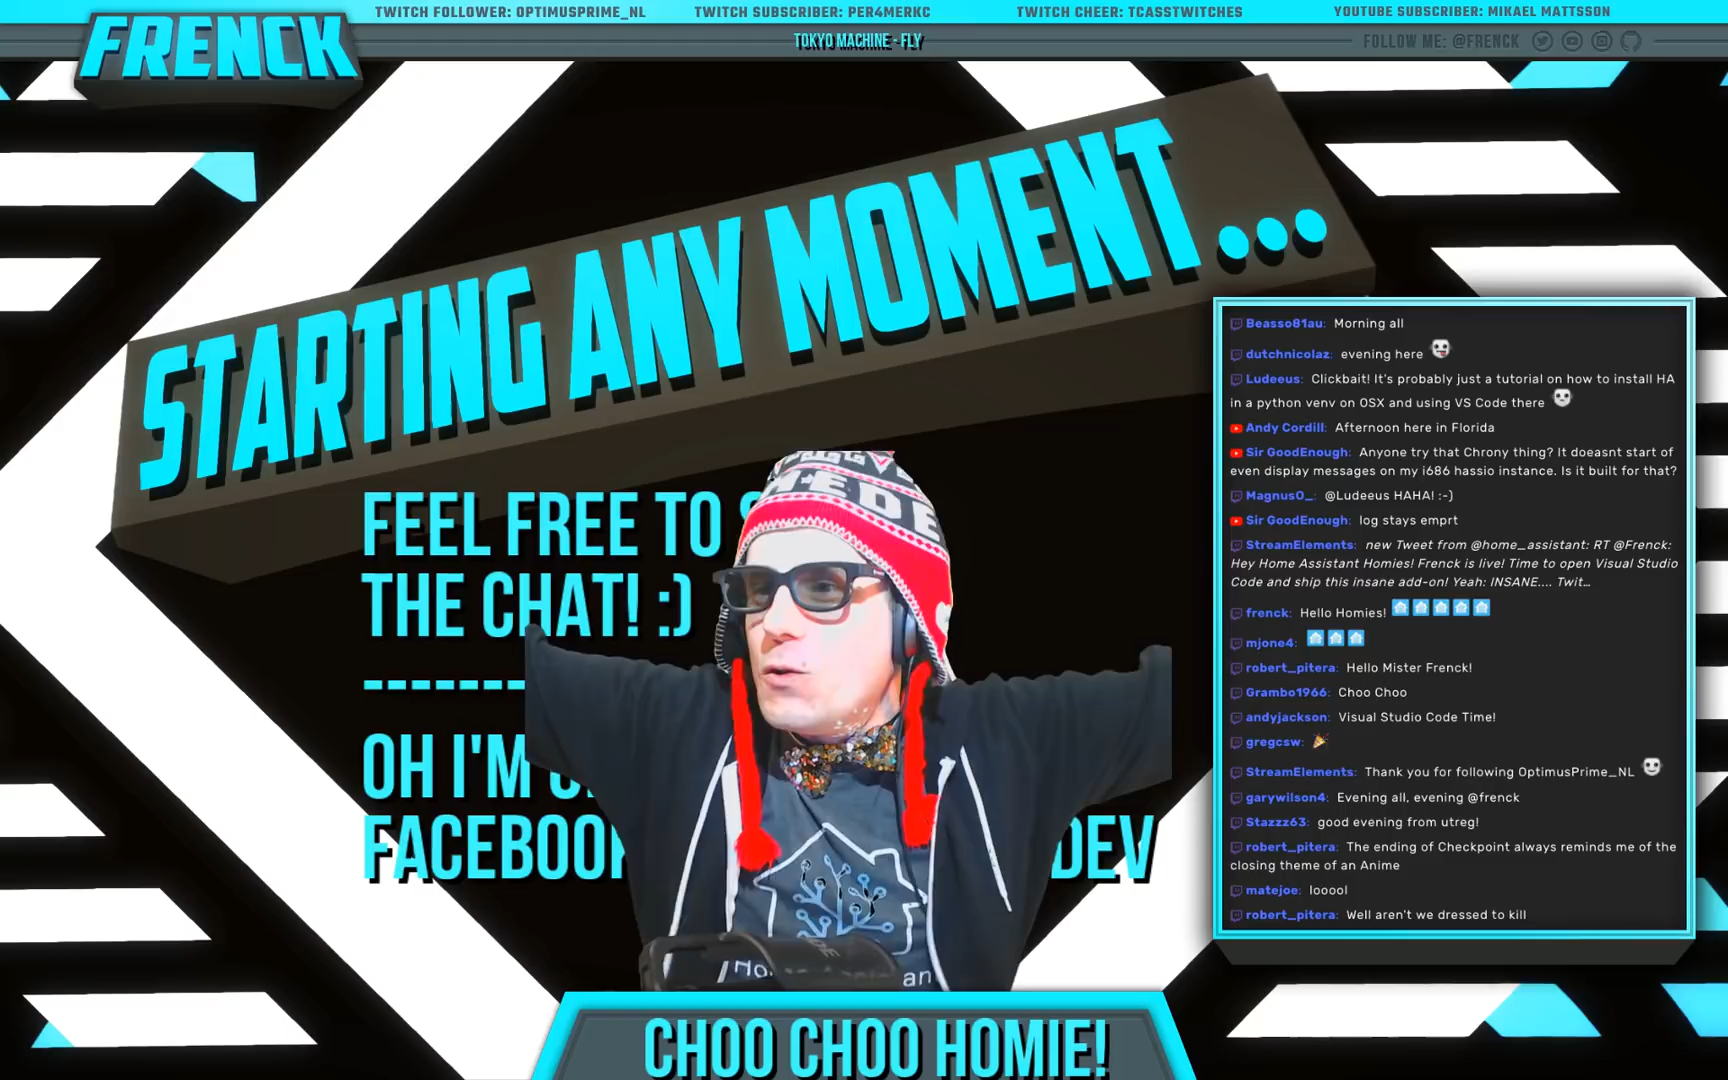 FRENCK
TWITCH FOLLOWER: OPTIMUSPRIME_NL
TWITCH SUBSCRIBER: PER4MERKC
TWITCH CHEER: TCASSTWITCHES
YOUTUBE SUBSCRIBER: MIKAEL MATTSSON
TOKYO MACHINE - FLY
FOLLOW ME: @FRENCK
STARTING ANY MOMENT...
FEEL FREE TO
THE CHAT! :)
--------
OH I'M
FACEBOOK DEV
Beasso81au: Morning all
dutchnicolaz: evening here
Ludeeus: Clickbait! It's probably just a tutorial on how to install HA
in a python venv on OSX and using VS Code there
Andy Cordill: Afternoon here in Florida
Sir GoodEnough: Anyone try that Chrony thing? It doeasnt start of
even display messages on my i686 hassio instance. Is it built for that?
MagnusO_: @Ludeeus HAHA! :-)
Sir GoodEnough: log stays emprt
StreamElements: new Tweet from @home_assistant: RT @Frenck:
Hey Home Assistant Homies! Frenck is live! Time to open Visual Studio
Code and ship this insane add-on! Yeah: INSANE.... Twit...
frenck: Hello Homies!
mjone4:
robert_pitera: Hello Mister Frenck!
Grambo1966: Choo Choo
andyjackson: Visual Studio Code Time!
gregcsw:
StreamElements: Thank you for following OptimusPrime_NL
garywilson4: Evening all, evening @frenck
Stazzz63: good evening from utreg!
robert_pitera: The ending of Checkpoint always reminds me of the
closing theme of an Anime
matejoe: looool
robert_pitera: Well aren't we dressed to kill
CHOO CHOO HOMIE!